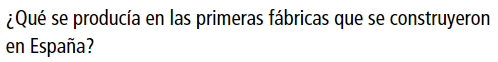 ¿Qué se producía en las primeras fábricas que se construyeron
en España?